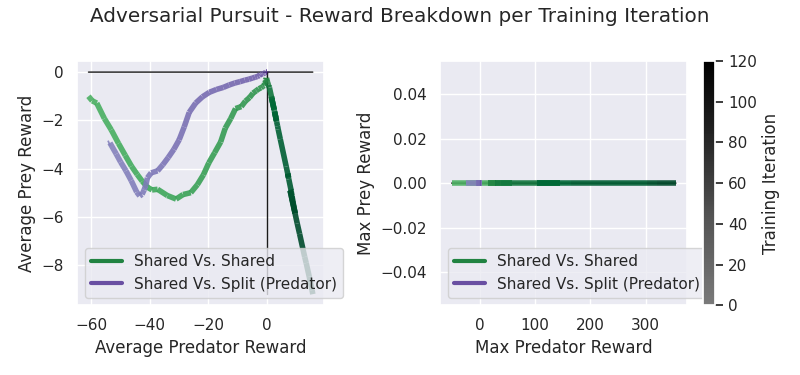 Adversarial Pursuit - Reward Breakdown per Training Iteration
Average Prey Reward
0
−2
−4
−6
−8
Shared Vs. Shared
Shared Vs. Split (Predator)
−60
−40
−20
0
Average Predator Reward
Max Prey Reward
0.04
0.02
0.00
−0.02
−0.04
Shared Vs. Shared
Shared Vs. Split (Predator)
0
100
200
300
Max Predator Reward
120
100
80
60
40
20
0
Training Iteration